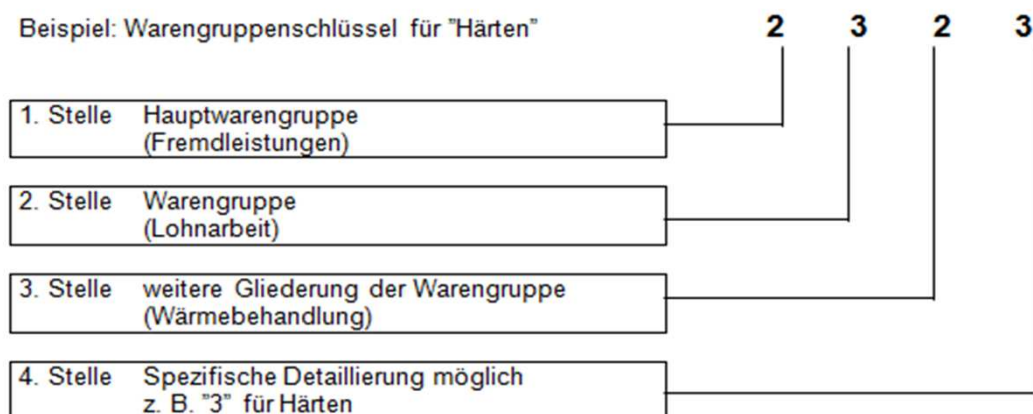 Beispiel: Warengruppenschlüssel für "Härten" 2 3 2 3
1. Stelle Hauptwarengruppe
(Fremdleistungen)
2. Stelle Warengruppe
(Lohnarbeit)
3. Stelle weitere Gliederung der Warengruppe
(Wärmebehandlung)
4. Stelle Spezifische Detaillierung möglich
z. B. "3" für Härten